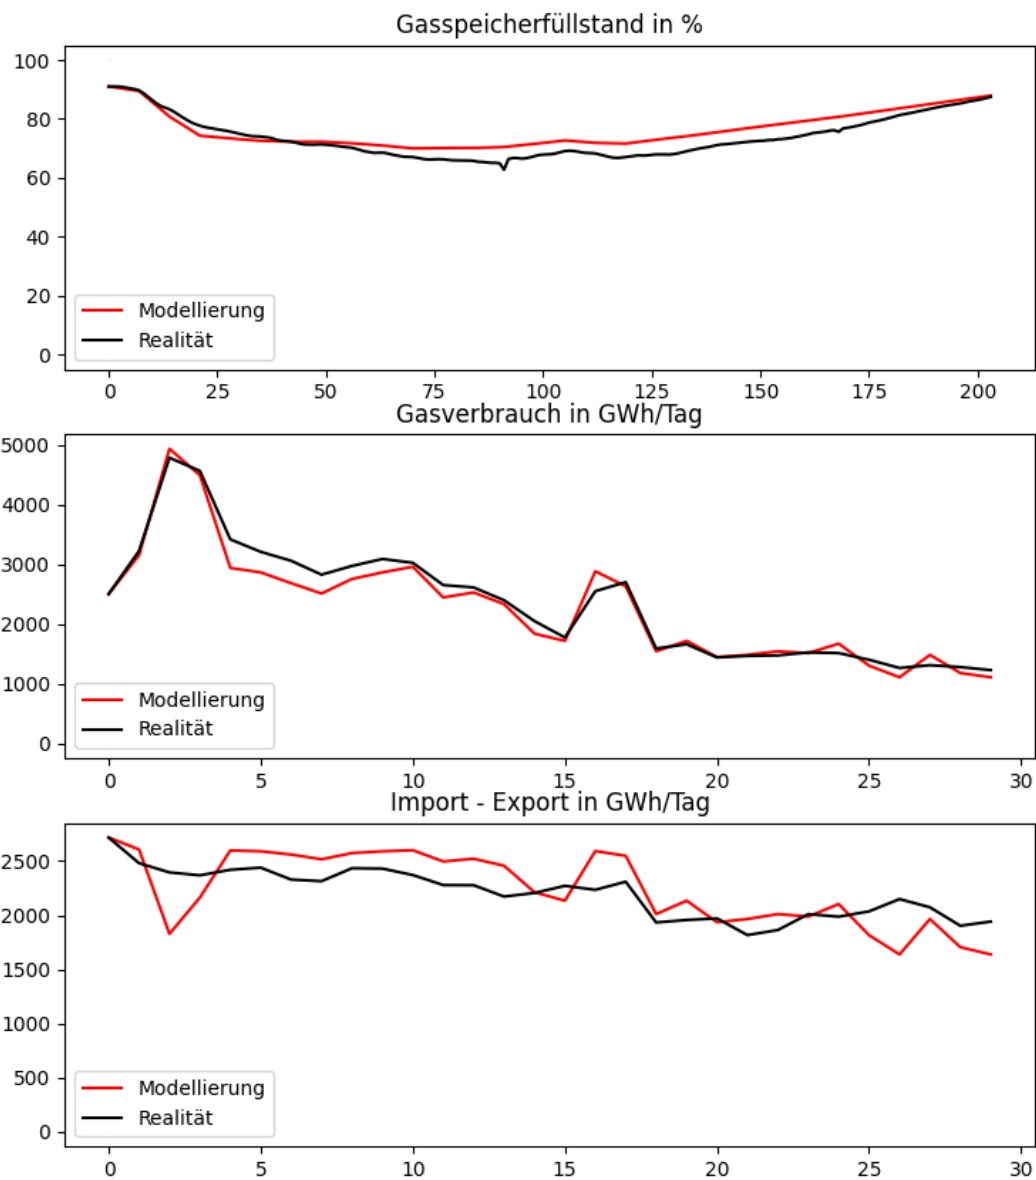 Gasspeicherfüllstand in %
100
80
60
40
20
0
Modellierung
Realität
0 25 50 75 100 125 150 175 200
Gasverbrauch in GWh/Tag
5000
4000
3000
2000
1000
0
Modellierung
Realität
0 5 10 15 20 25 30
Import - Export in GWh/Tag
2500
2000
1500
1000
500
0
Modellierung
Realität
0 5 10 15 20 25 30